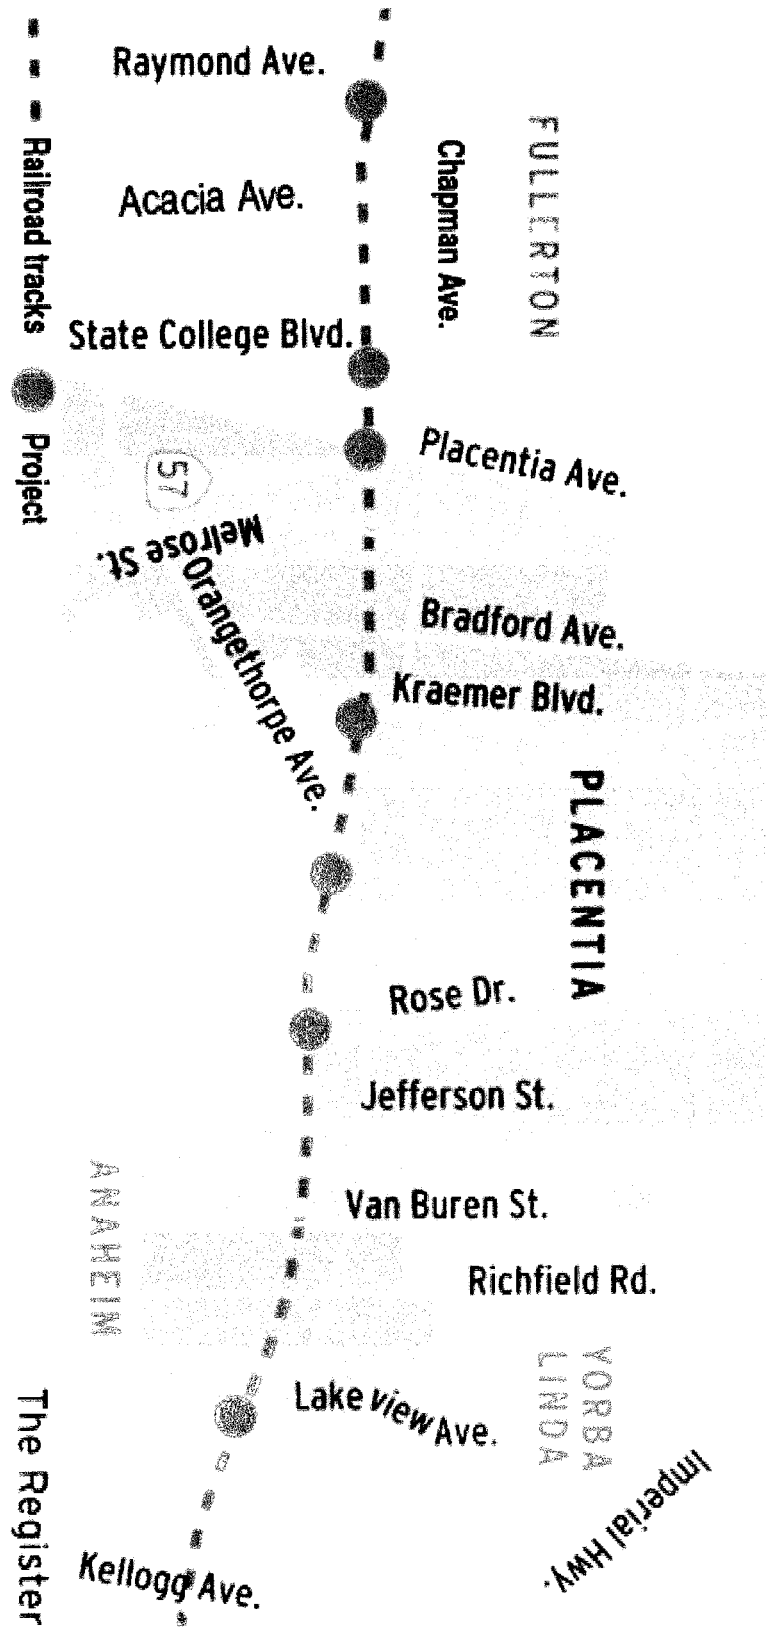 Raymond Ave.
Railroad tracks
Acacia Ave.
Chapman Ave.
FULLERTON
State College Blvd.
Project
57
Placentia Ave.
Melrose St.
Orangethorpe Ave.
Bradford Ave.
Kraemer Blvd.
PLACENTIA
Rose Dr.
Jefferson St.
ANAHEIM
Van Buren St.
Richfield Rd.
YORBA
LINDA
Lakeview Ave.
Imperial Hwy.
The Register
Kellogg Ave.